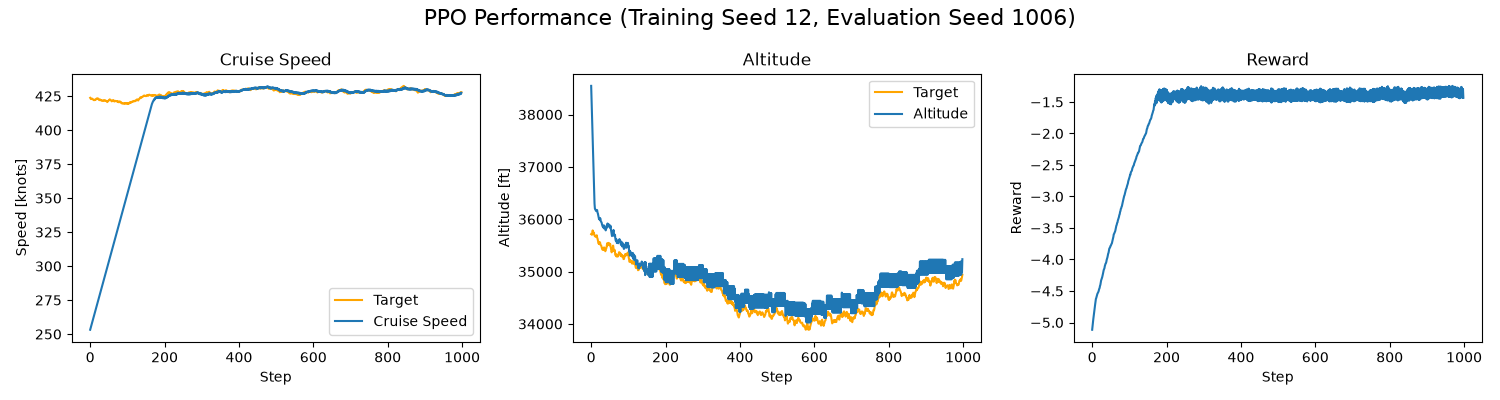 PPO Performance (Training Seed 12, Evaluation Seed 1006)
Cruise Speed
Speed [knots]
425
400
375
350
325
300
275
250
0 200 400 600 800 1000
Step
Target
Cruise Speed
Altitude
Altitude [ft]
38000
37000
36000
35000
34000
0 200 400 600 800 1000
Step
Target
Altitude
Reward
Reward
−1.5
−2.0
−2.5
−3.0
−3.5
−4.0
−4.5
−5.0
0 200 400 600 800 1000
Step